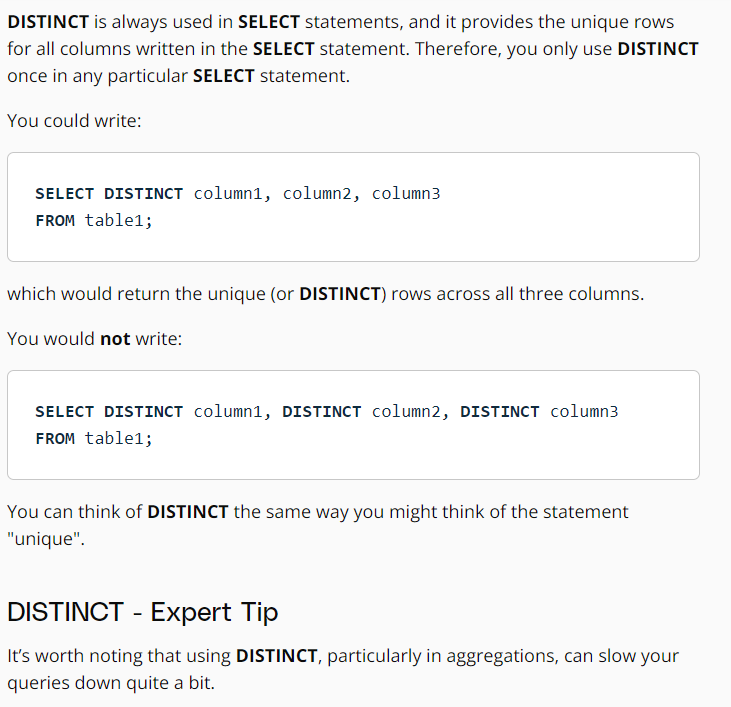 DISTINCT is always used in SELECT statements, and it provides the unique rows
for all columns written in the SELECT statement. Therefore, you only use DISTINCT
once in any particular SELECT statement.
You could write:
SELECT DISTINCT column1, column2, column3
FROM table1;
which would return the unique (or DISTINCT) rows across all three columns.
You would not write:
SELECT DISTINCT column1, DISTINCT column2, DISTINCT column3
FROM table1;
You can think of DISTINCT the same way you might think of the statement
"unique".
DISTINCT - Expert Tip
It’s worth noting that using DISTINCT, particularly in aggregations, can slow your
queries down quite a bit.